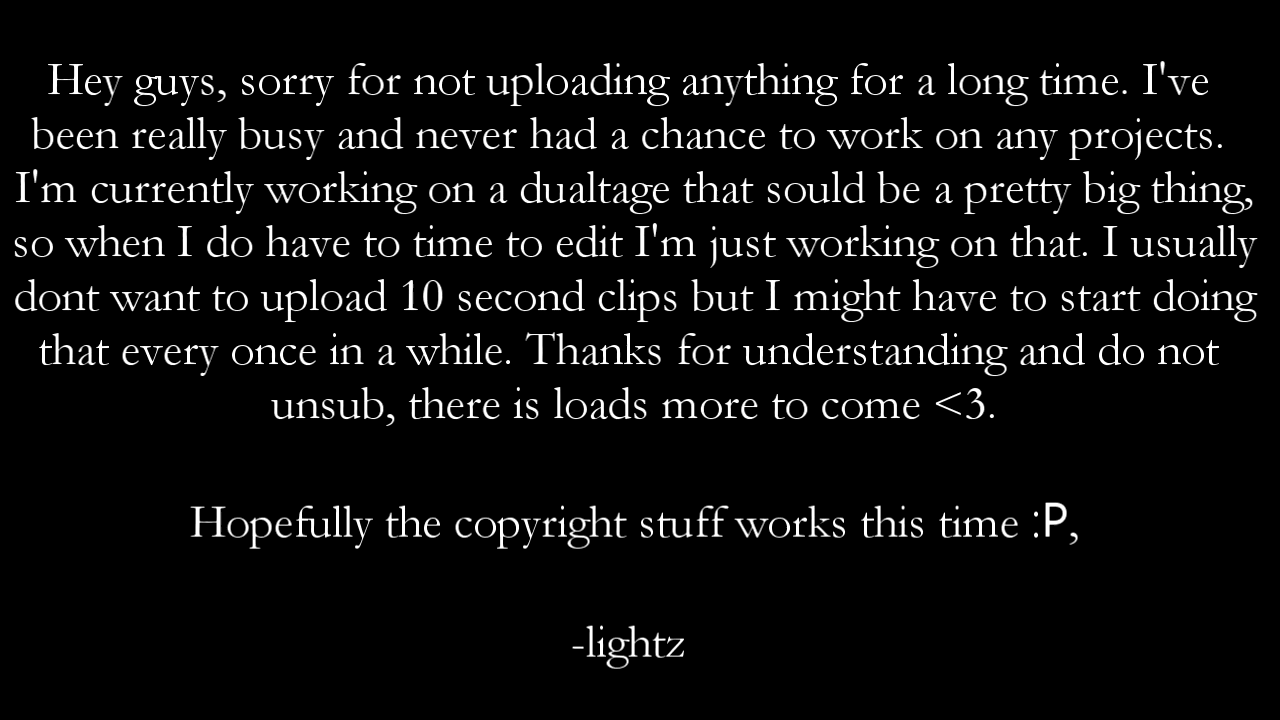 Hey guys, sorry for not uploading anything for a long time. I've
been really busy and never had a chance to work on any projects.
I'm currently working on a dualtage that sould be a pretty big thing,
so when I do have to time to edit I'm just working on that. I usually
dont want to upload 10 second clips but I might have to start doing
that every once in a while. Thanks for understanding and do not
unsub, there is loads more to come <3.
Hopefully the copyright stuff works this time :P,
-lightz